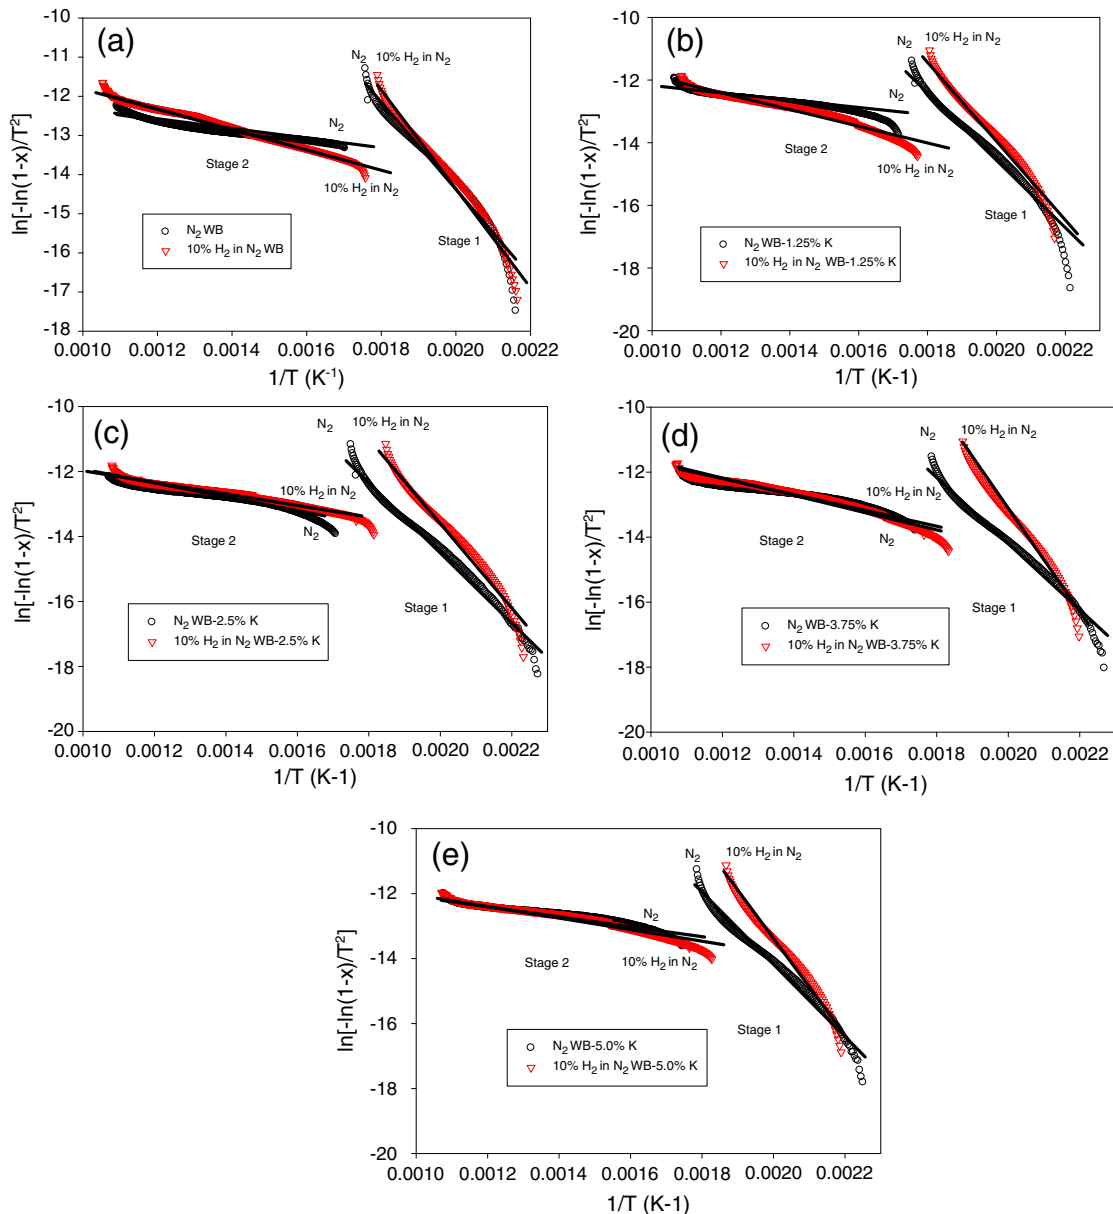 (a)
ln[-ln(1-x)/T²]
-10
-11
-12
-13
-14
-15
-16
-17
-18
N₂
10% H₂ in N₂
N₂
Stage 2
10% H₂ in N₂
Stage 1
N₂ WB
10% H₂ in N₂ WB
0.0010 0.0012 0.0014 0.0016 0.0018 0.0020 0.0022
1/T (K⁻¹)
(b)
ln[-ln(1-x)/T²]
-10
-12
-14
-16
-18
-20
N₂
10% H₂ in N₂
N₂
Stage 2
10% H₂ in N₂
Stage 1
N₂ WB-1.25% K
10% H₂ in N₂ WB-1.25% K
0.0010 0.0012 0.0014 0.0016 0.0018 0.0020 0.0022
1/T (K-1)
(c)
ln[-ln(1-x)/T²]
-10
-12
-14
-16
-18
-20
N₂
10% H₂ in N₂
10% H₂ in N₂
N₂
Stage 2
Stage 1
N₂ WB-2.5% K
10% H₂ in N₂ WB-2.5% K
0.0010 0.0012 0.0014 0.0016 0.0018 0.0020 0.0022
1/T (K-1)
(d)
ln[-ln(1-x)/T²]
-10
-12
-14
-16
-18
-20
N₂
10% H₂ in N₂
10% H₂ in N₂
N₂
Stage 2
Stage 1
N₂ WB-3.75% K
10% H₂ in N₂ WB-3.75% K
0.0010 0.0012 0.0014 0.0016 0.0018 0.0020 0.0022
1/T (K-1)
(e)
ln[-ln(1-x)/T²]
-10
-12
-14
-16
-18
-20
N₂
10% H₂ in N₂
N₂
10% H₂ in N₂
Stage 2
Stage 1
N₂ WB-5.0% K
10% H₂ in N₂ WB-5.0% K
0.0010 0.0012 0.0014 0.0016 0.0018 0.0020 0.0022
1/T (K-1)